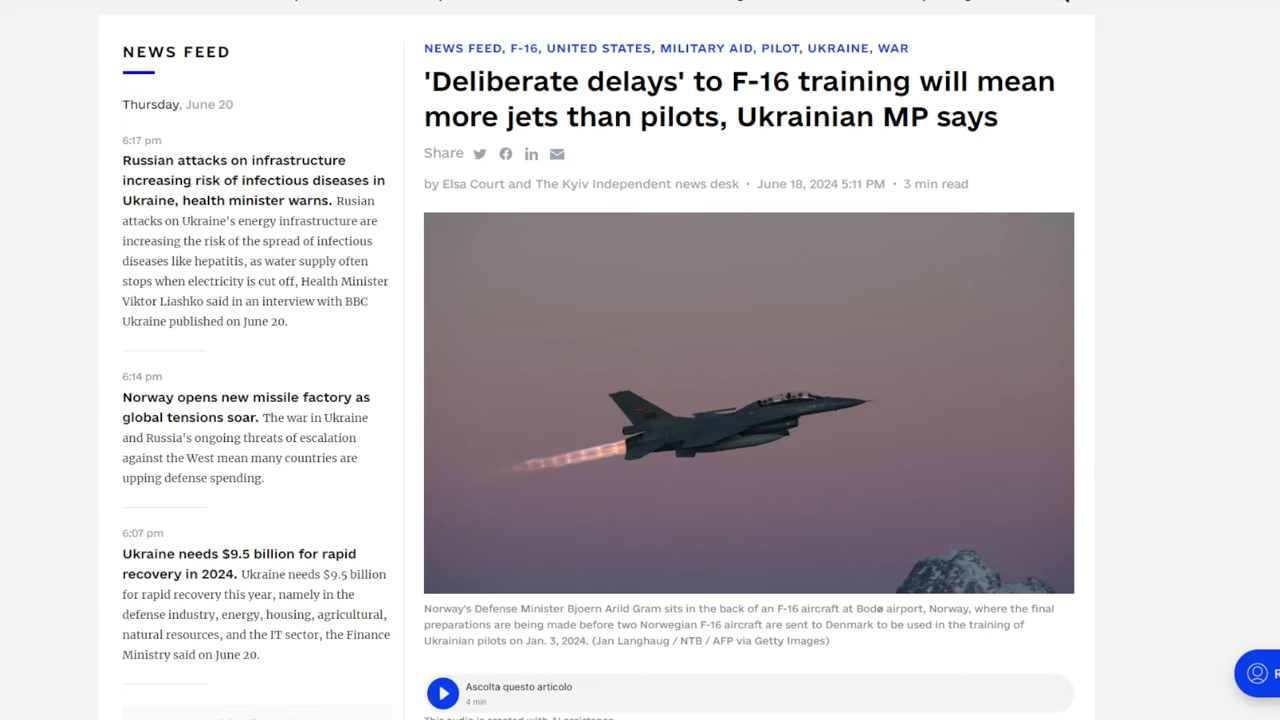 NEWS FEED
Thursday, June 20
6:17 pm
Russian attacks on infrastructure
increasing risk of infectious diseases in
Ukraine, health minister warns. Rusian
attacks on Ukraine's energy infrastructure are
increasing the risk of the spread of infectious
diseases like hepatitis, as water supply often
stops when electricity is cut off, Health Minister
Viktor Liashko said in an interview with BBC
Ukraine published on June 20.
6:14 pm
Norway opens new missile factory as
global tensions soar. The war in Ukraine
and Russia's ongoing threats of escalation
against the West mean many countries are
upping defense spending.
6:07 pm
Ukraine needs $9.5 billion for rapid
recovery in 2024. Ukraine needs $9.5 billion
for rapid recovery this year, namely in the
defense industry, energy, housing, agricultural,
natural resources, and the IT sector, the Finance
Ministry said on June 20.
NEWS FEED, F-16, UNITED STATES, MILITARY AID, PILOT, UKRAINE, WAR
'Deliberate delays' to F-16 training will mean
more jets than pilots, Ukrainian MP says
Share
by Elsa Court and The Kyiv Independent news desk • June 18, 2024 5:11 PM • 3 min read
Norway's Defense Minister Bjoern Arild Gram sits in the back of an F-16 aircraft at Bodø airport, Norway, where the final
preparations are being made before two Norwegian F-16 aircraft are sent to Denmark to be used in the training of
Ukrainian pilots on Jan. 3, 2024. (Jan Langhaug / NTB / AFP via Getty Images)
Ascolta questo articolo
4 min
This audio is created with AI assistance
R